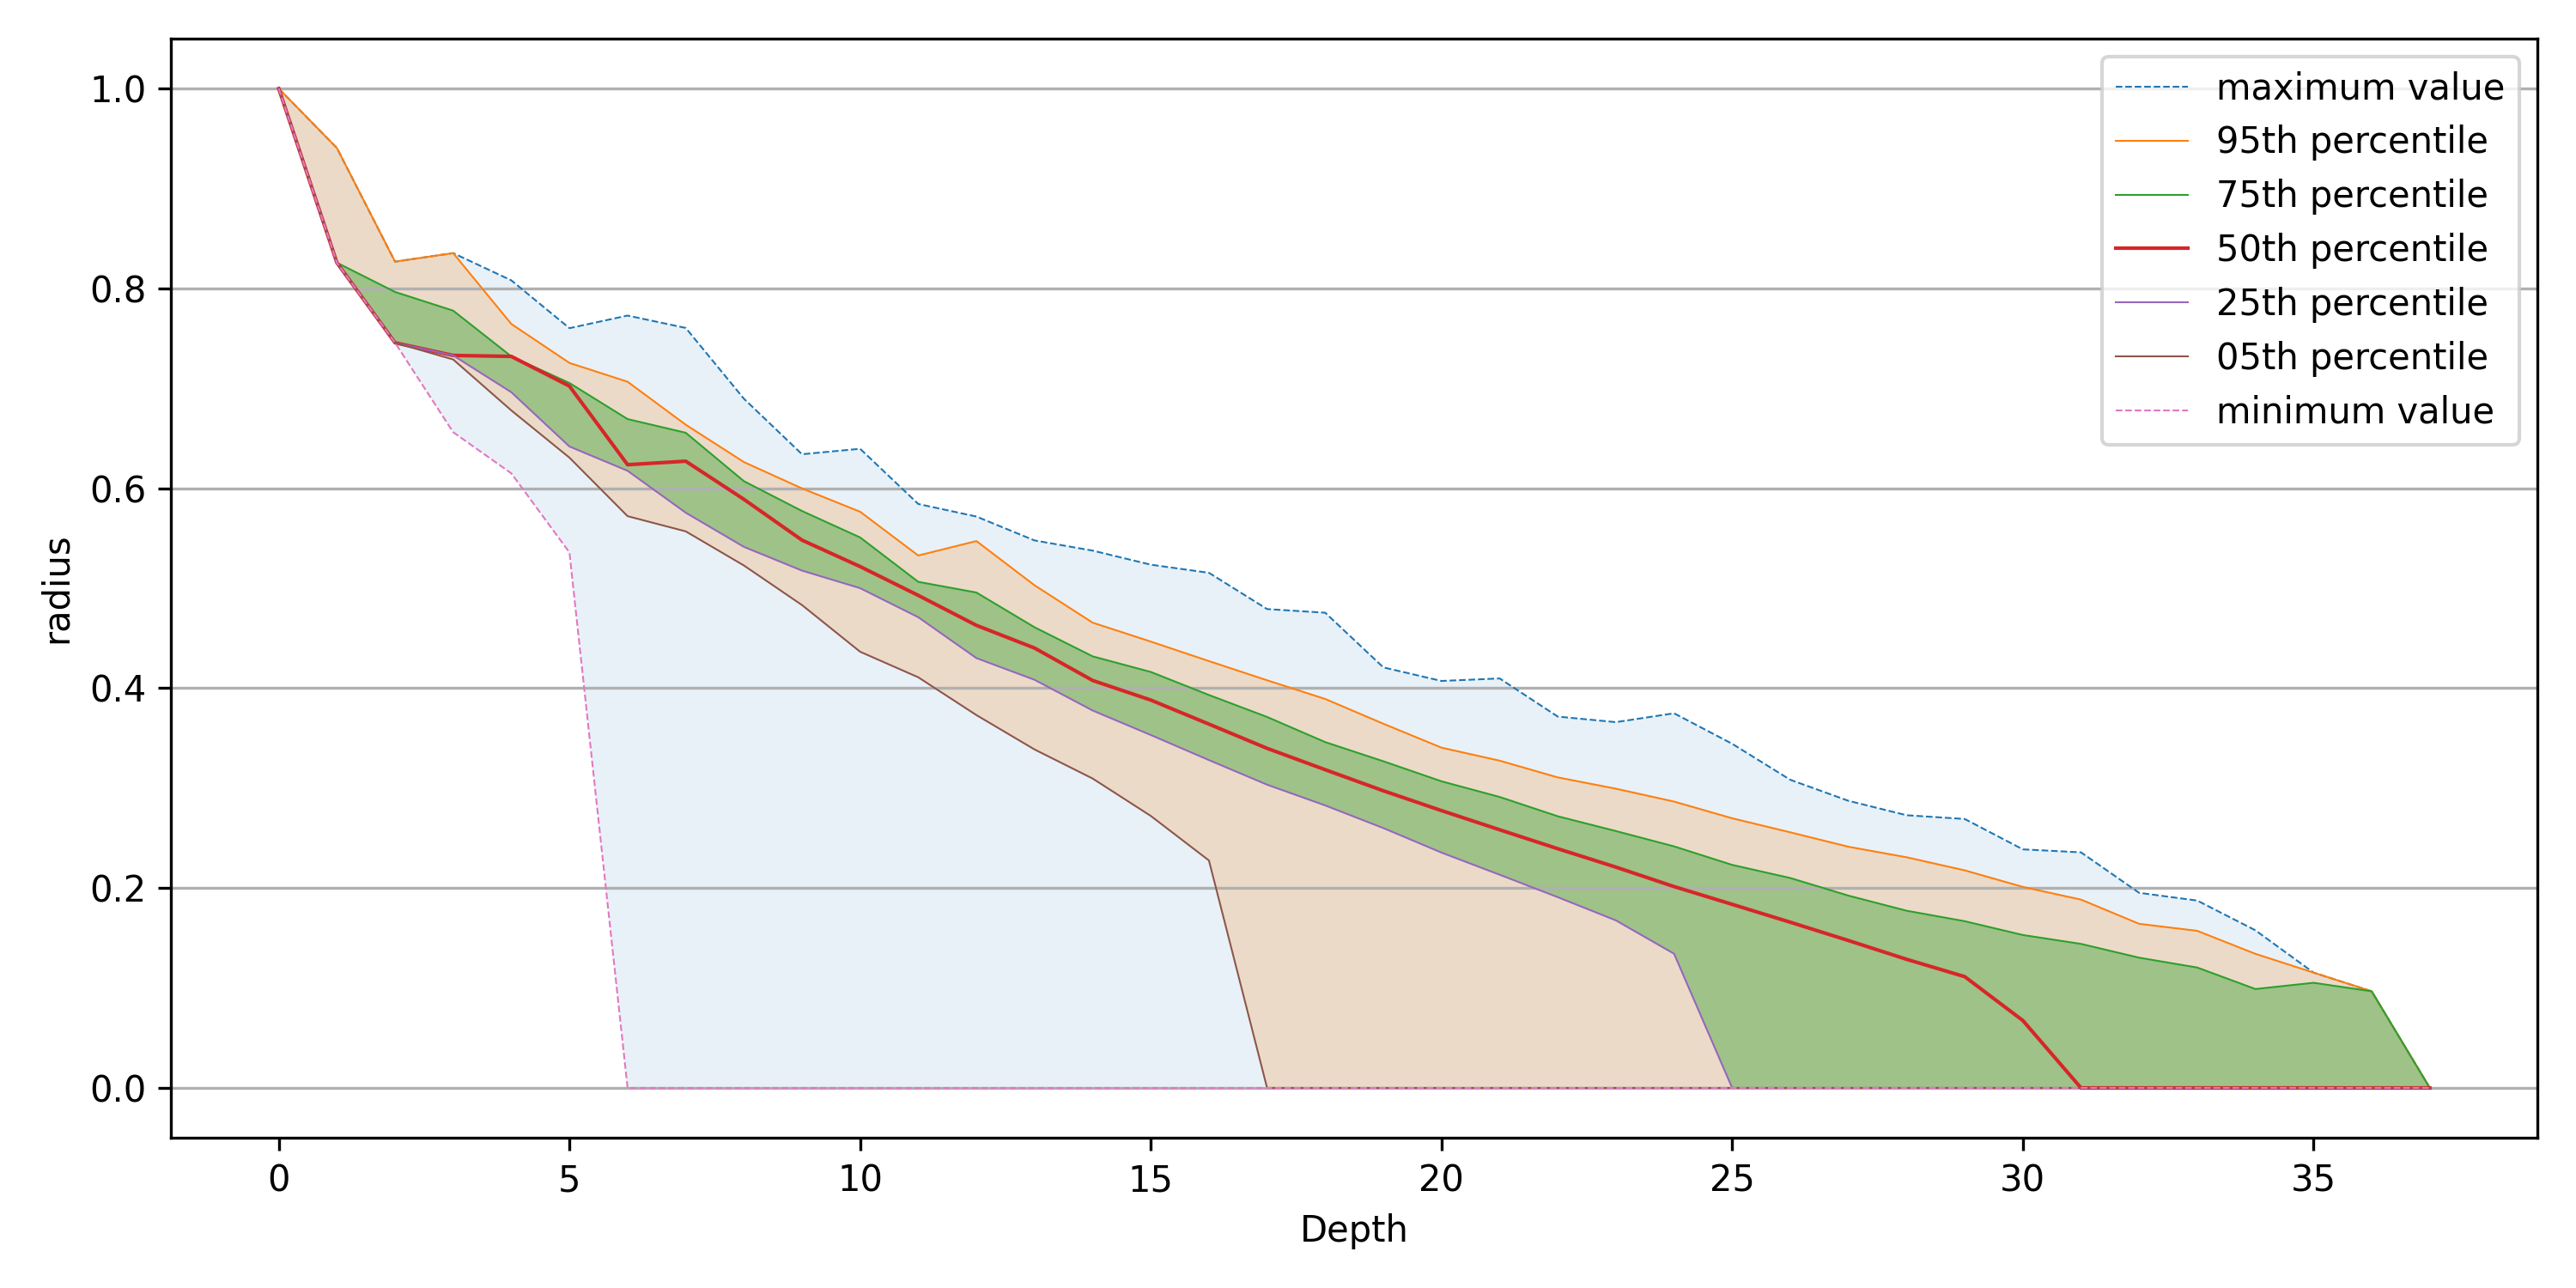 1.0
0.8
0.6
0.4
0.2
0.0
radius
0 5 10 15 20 25 30 35
Depth
maximum value
95th percentile
75th percentile
50th percentile
25th percentile
05th percentile
minimum value